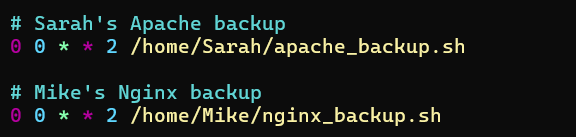 # Sarah's Apache backup
0 0 * * 2 /home/Sarah/apache_backup.sh
# Mike's Nginx backup
0 0 * * 2 /home/Mike/nginx_backup.sh